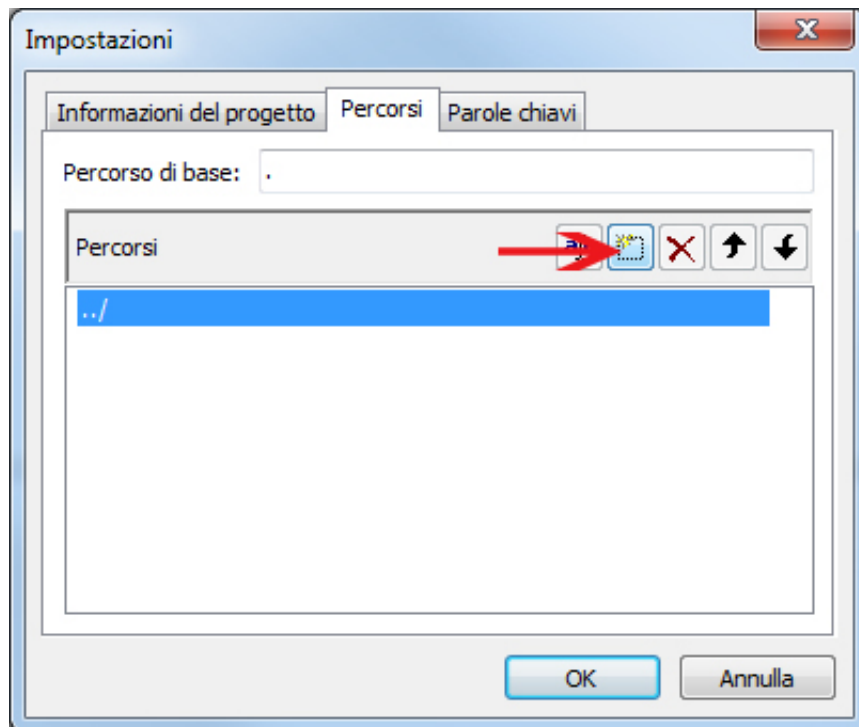 Impostazioni
Informazioni del progetto Percorsi Parole chiavi
Percorso di base: .
Percorsi
../
OK Annulla